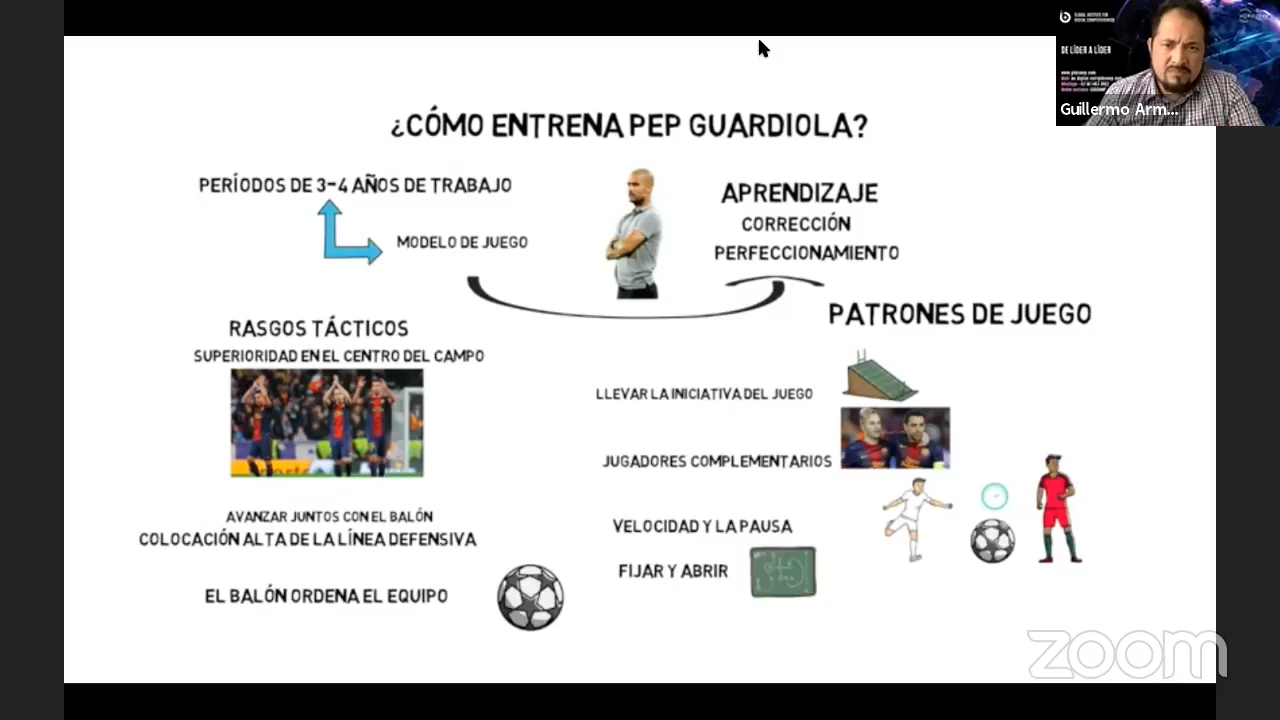 ¿CÓMO ENTRENA PEP GUARDIOLA?
PERÍODOS DE 3-4 AÑOS DE TRABAJO
MODELO DE JUEGO
APRENDIZAJE
CORRECCIÓN
PERFECCIONAMIENTO
RASGOS TÁCTICOS
SUPERIORIDAD EN EL CENTRO DEL CAMPO
AVANZAR JUNTOS CON EL BALÓN
COLOCACIÓN ALTA DE LA LÍNEA DEFENSIVA
EL BALÓN ORDENA EL EQUIPO
PATRONES DE JUEGO
LLEVAR LA INICIATIVA DEL JUEGO
JUGADORES COMPLEMENTARIOS
VELOCIDAD Y LA PAUSA
FIJAR Y ABRIR
DE LÍDER A LÍDER
Guillermo Arm...
zoom